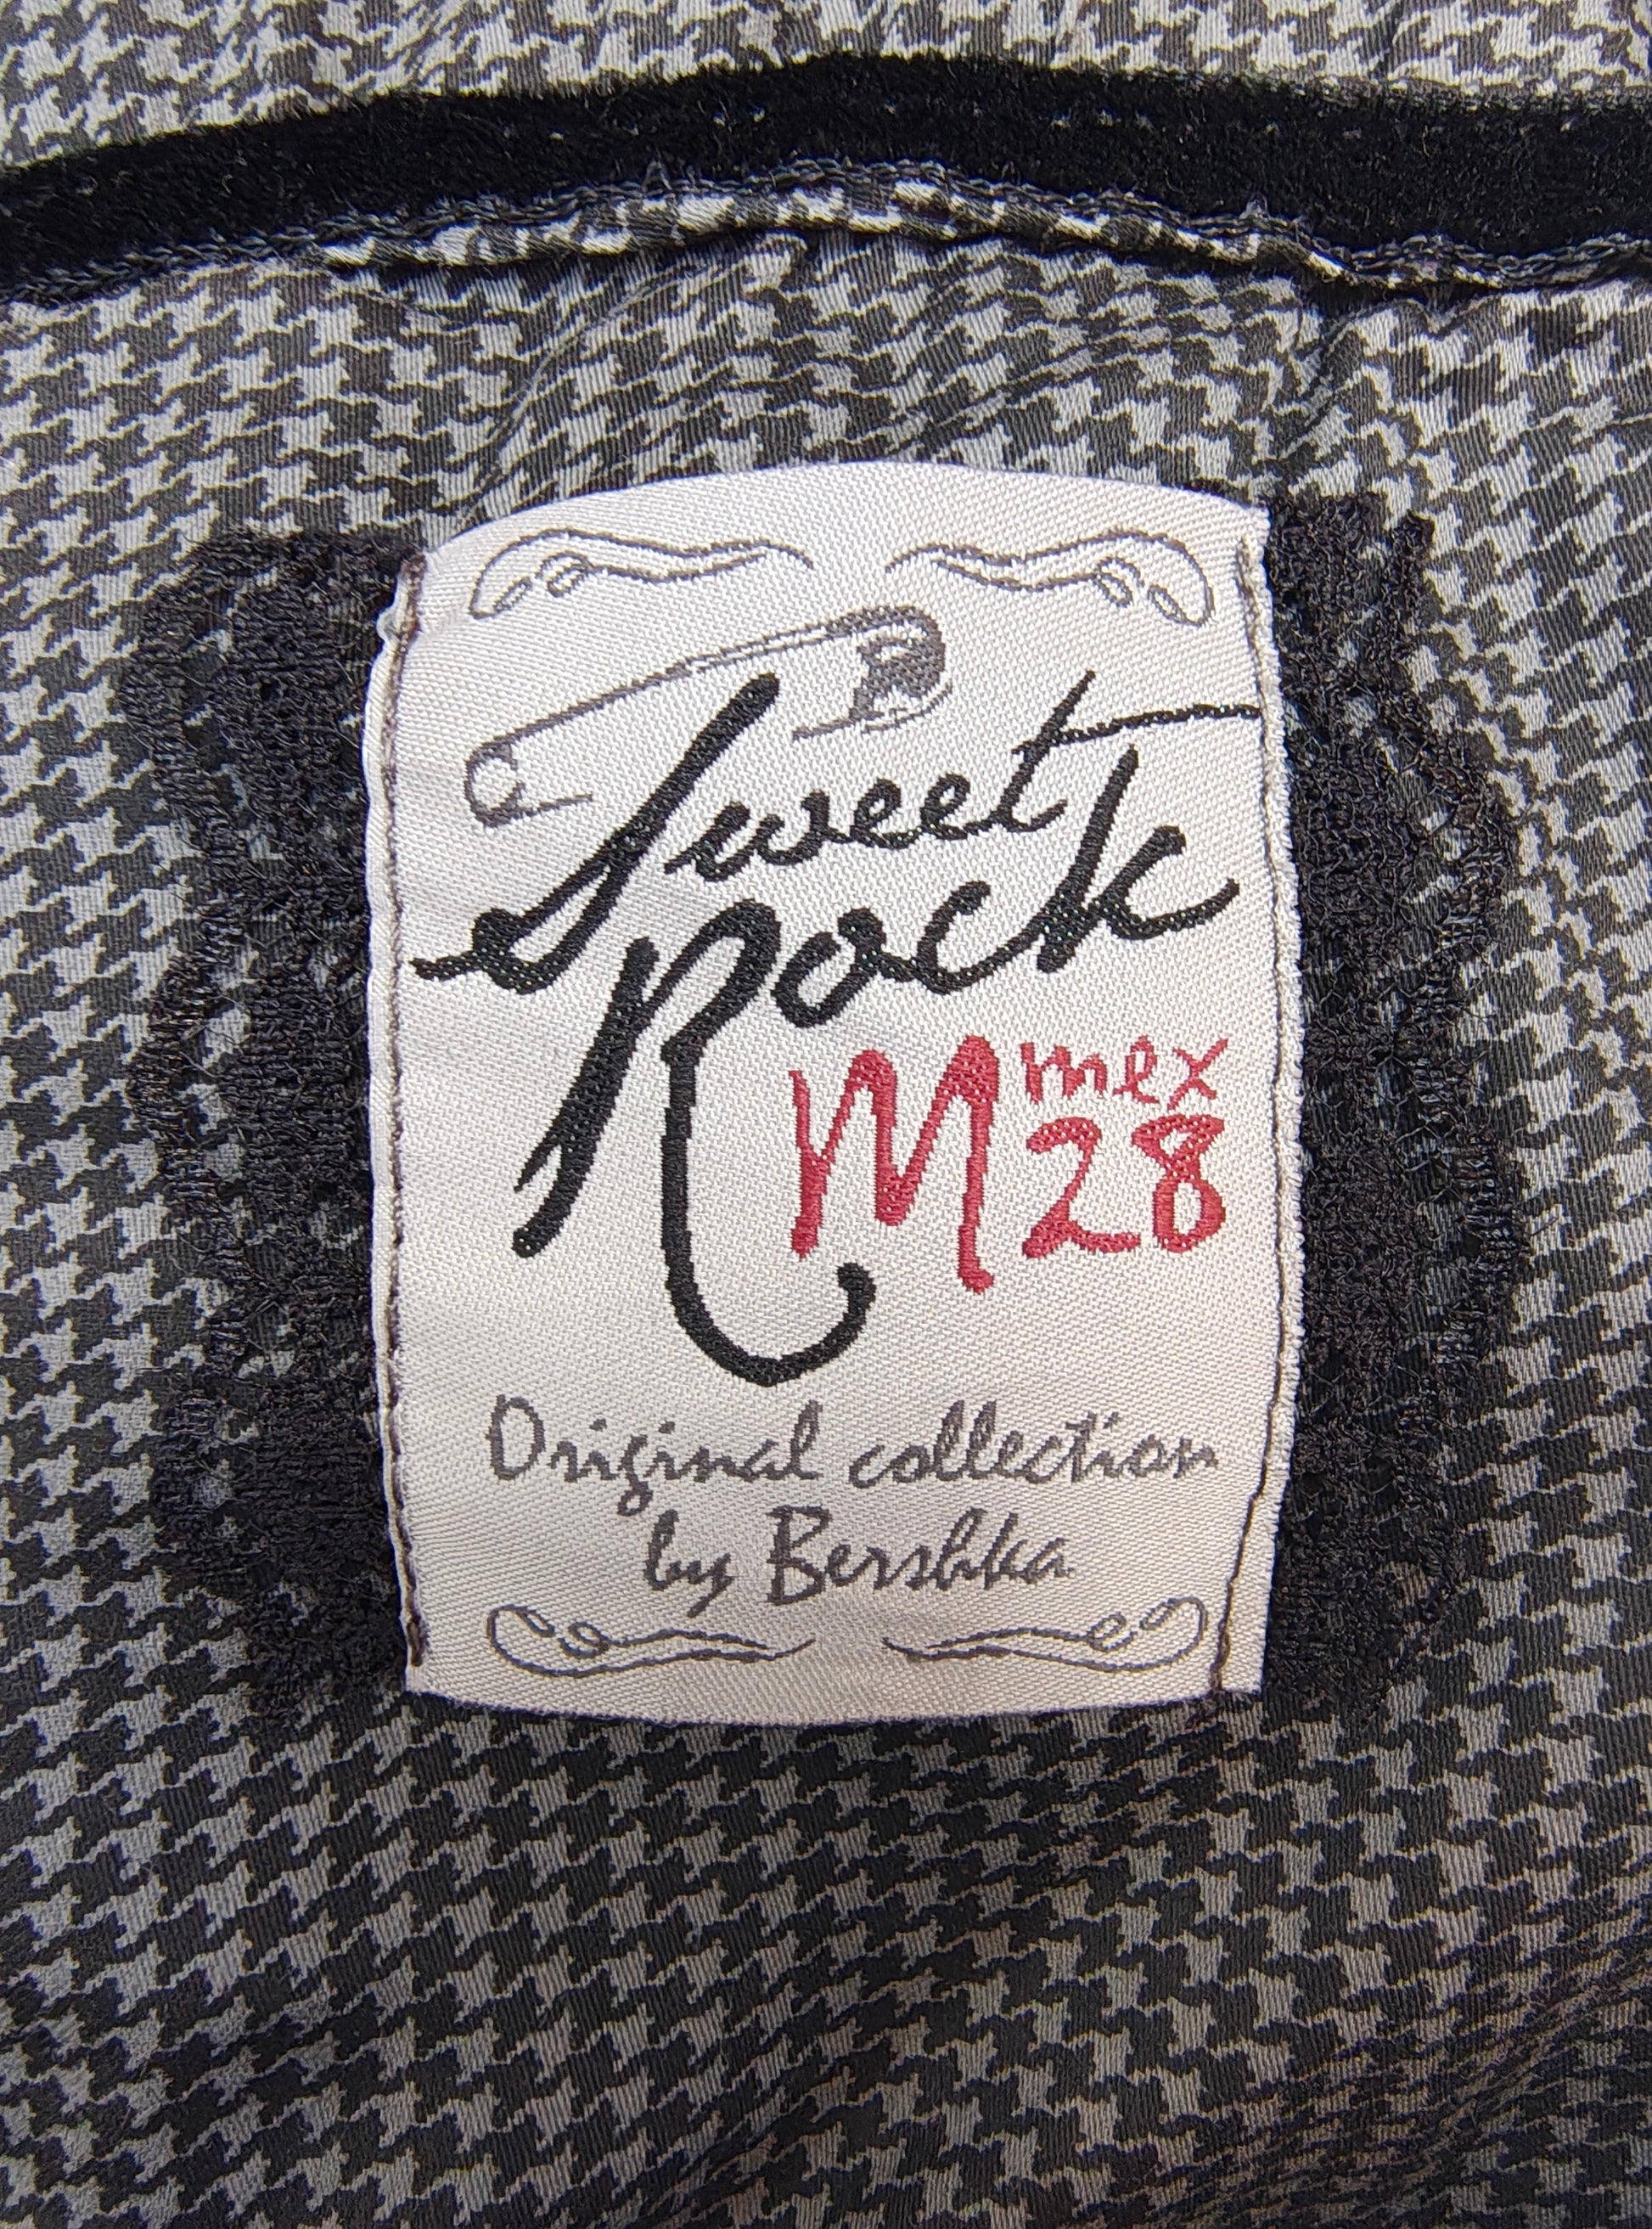 Sweet
Rock
M mex
28
Original collection
by Bershka